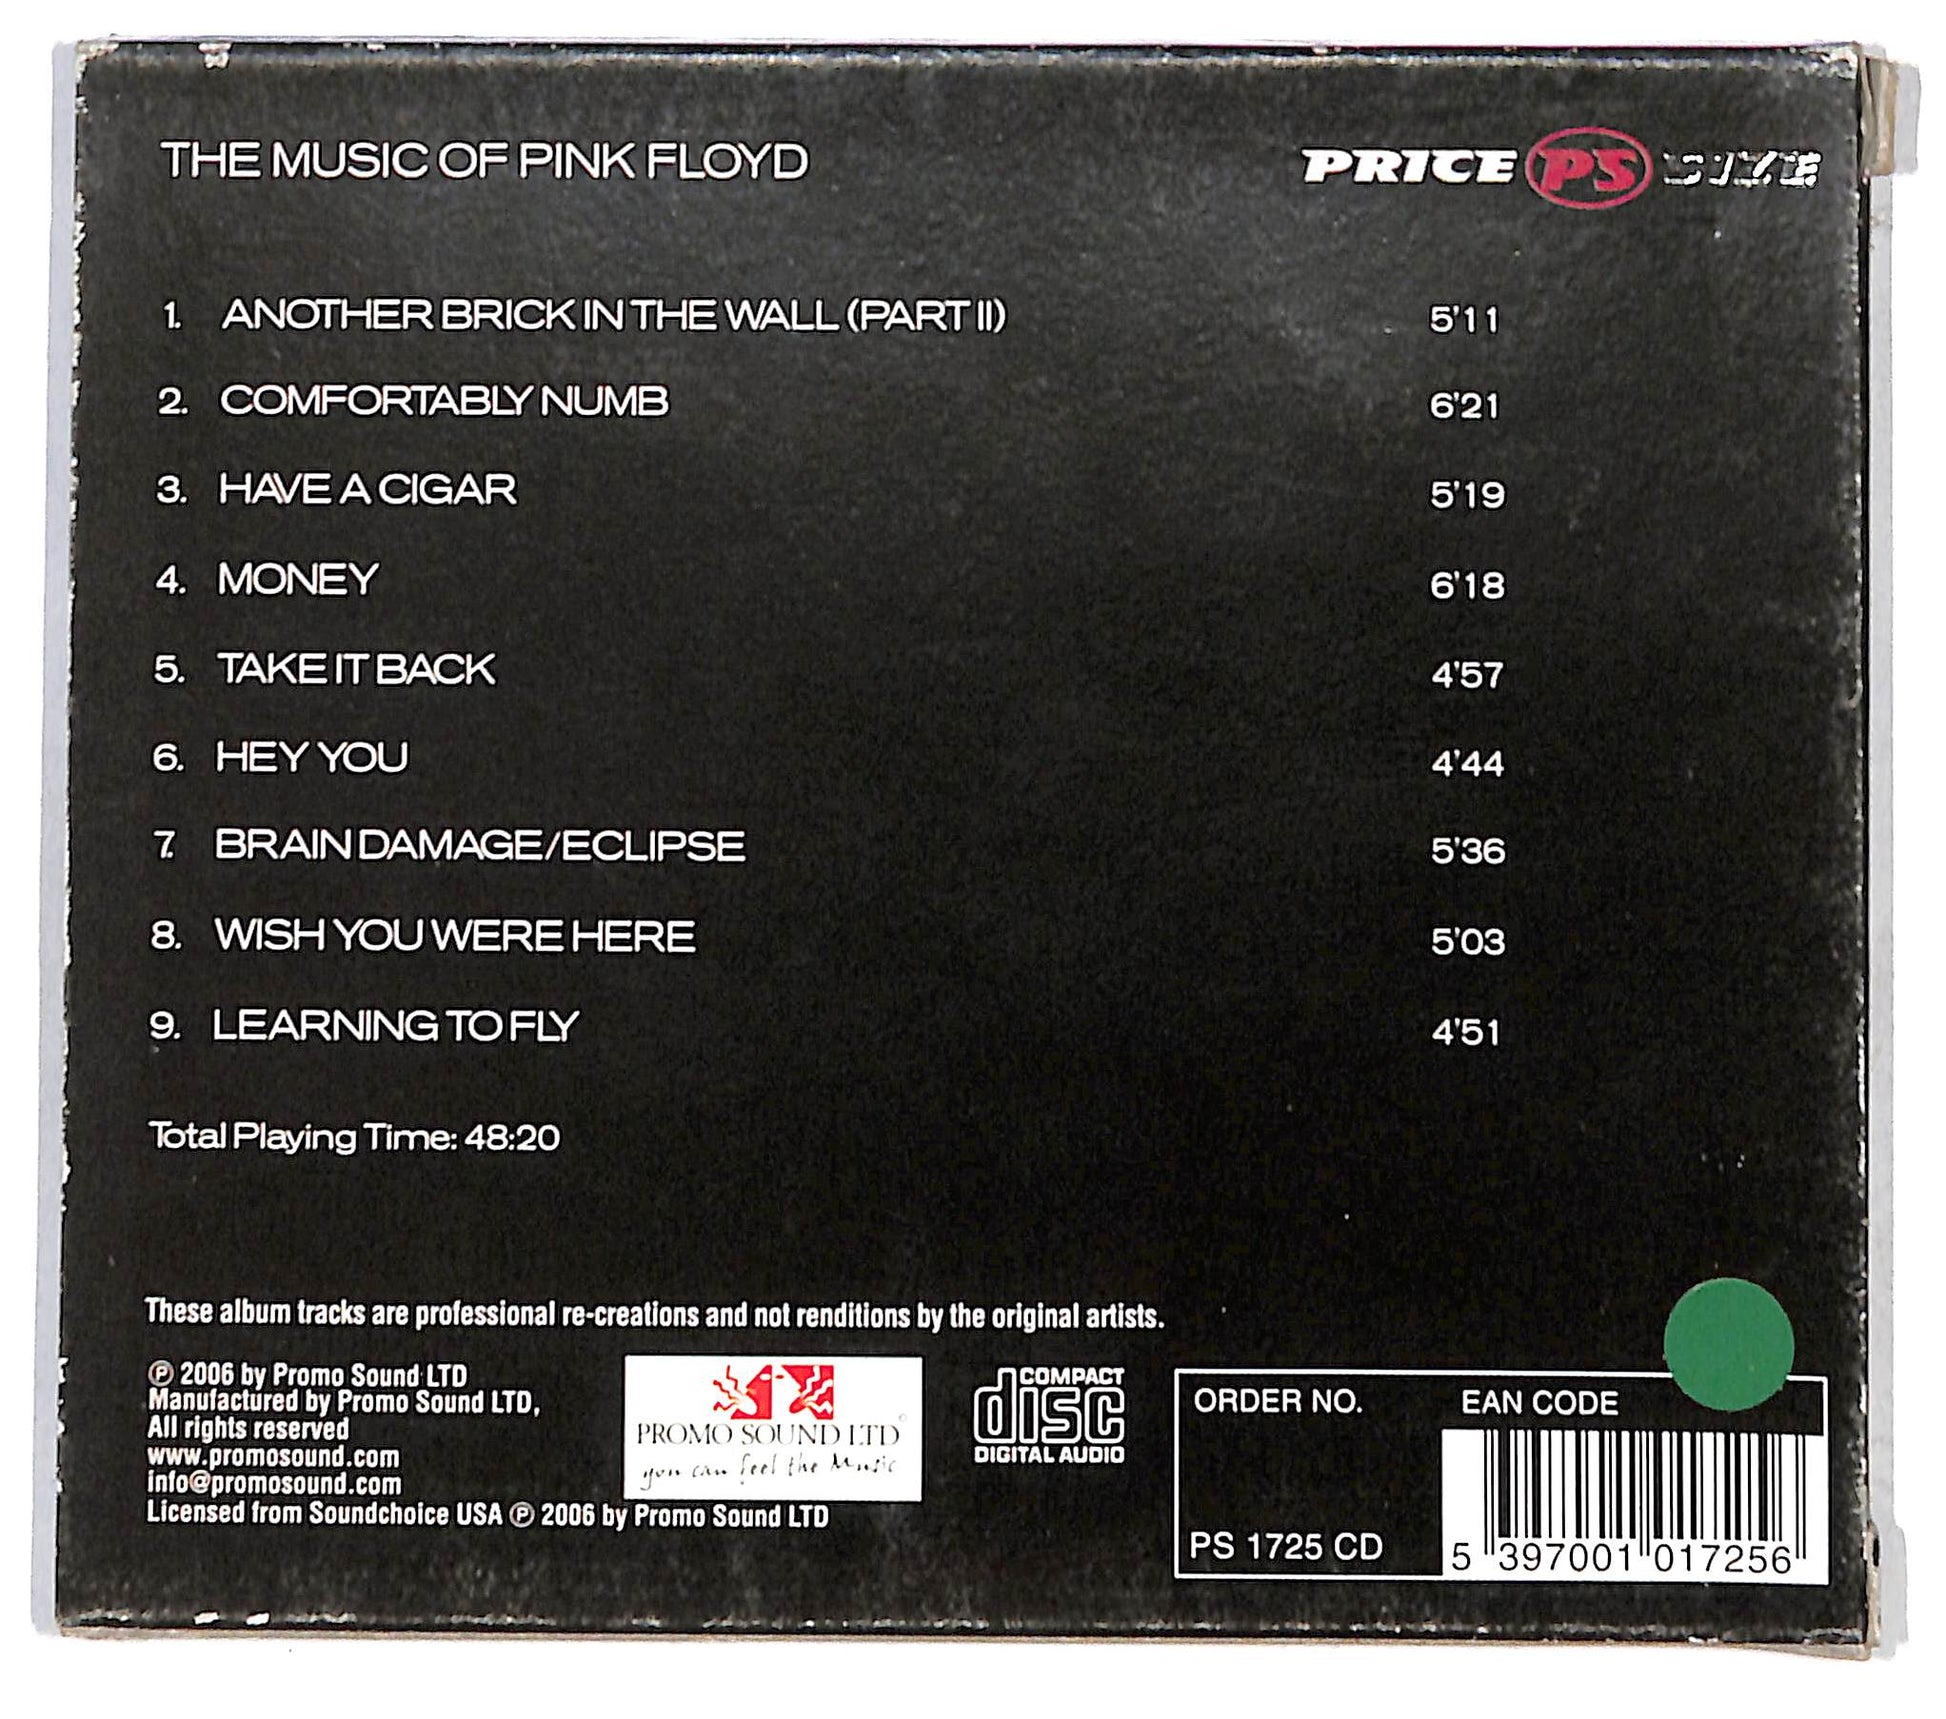 THE MUSIC OF PINK FLOYD
PRICE PS SIZE
1. ANOTHER BRICK IN THE WALL (PART II) 5'11
2. COMFORTABLY NUMB 6'21
3. HAVE A CIGAR 5'19
4. MONEY 6'18
5. TAKE IT BACK 4'57
6. HEY YOU 4'44
7. BRAIN DAMAGE/ECLIPSE 5'36
8. WISH YOU WERE HERE 5'03
9. LEARNING TO FLY 4'51
Total Playing Time: 48:20
These album tracks are professional re-creations and not renditions by the original artists.
℗ 2006 by Promo Sound LTD
Manufactured by Promo Sound LTD,
All rights reserved
www.promosound.com
info@promosound.com
Licensed from Soundchoice USA ℗ 2006 by Promo Sound LTD
PROMO SOUND LTD©
you can feel the Music
COMPACT
disc
DIGITAL AUDIO
ORDER NO. EAN CODE
PS 1725 CD
5 397001 017256